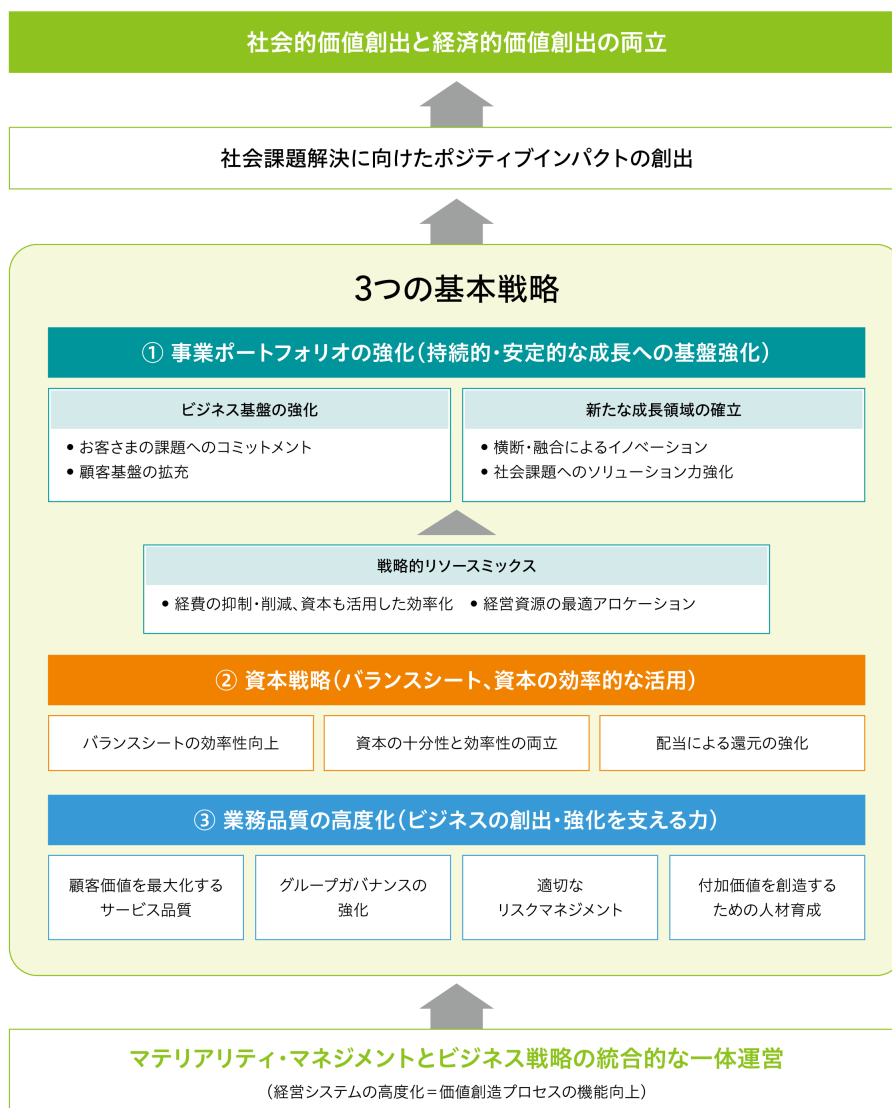 社会的価値創出と経済的価値創出の両立
社会課題解決に向けたポジティブインパクトの創出
3つの基本戦略
① 事業ポートフォリオの強化（持続的・安定的な成長への基盤強化）
ビジネス基盤の強化
• お客さまの課題へのコミットメント
• 顧客基盤の拡充
新たな成長領域の確立
• 横断・融合によるイノベーション
• 社会課題へのソリューション力強化
戦略的リソースミックス
• 経費の抑制・削減、資本も活用した効率化 • 経営資源の最適アロケーション
② 資本戦略（バランスシート、資本の効率的な活用）
バランスシートの効率性向上
資本の十分性と効率性の両立
配当による還元の強化
③ 業務品質の高度化（ビジネスの創出・強化を支える力）
顧客価値を最大化する
サービス品質
グループガバナンスの
強化
適切な
リスクマネジメント
付加価値を創造する
ための人材育成
マテリアリティ・マネジメントとビジネス戦略の統合的な一体運営
（経営システムの高度化＝価値創造プロセスの機能向上）